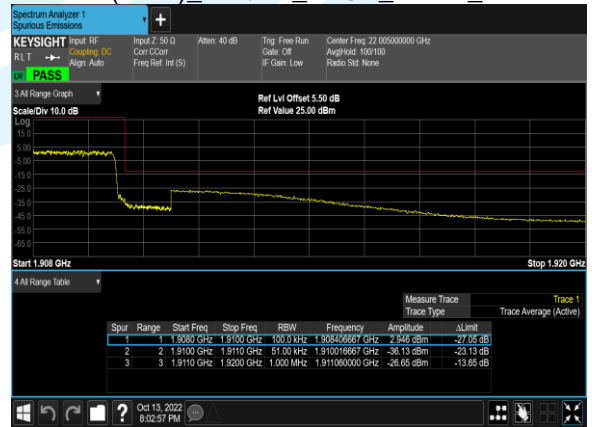 Spectrum Analyzer 1
Spurious Emissions
KEYSIGHT Input: RF Input Z: 50 Ω Atten: 40 dB Trig: Free Run Center Freq: 22.005000000 GHz
Coupling: DC Corr CCorr Gate: Off Avg|Hold: 100/100
RLT Align: Auto Freq Ref: Int (S) IF Gain: Low Radio Std: None
PASS
3 All Range Graph
Ref Lvl Offset 5.50 dB
Scale/Div 10.0 dB Ref Value 25.00 dBm
Log
15.0
5.00
-5.00
-15.0
-25.0
-35.0
-45.0
-55.0
-65.0
Start 1.908 GHz Stop 1.920 GHz
4 All Range Table
Measure Trace Trace 1
Trace Type Trace Average (Active)
Spur Range Start Freq Stop Freq RBW Frequency Amplitude ΔLimit
1 1 1.9080 GHz 1.9100 GHz 100.0 kHz 1.908406667 GHz 2.946 dBm -27.05 dB
2 2 1.9100 GHz 1.9110 GHz 51.00 kHz 1.910016667 GHz -36.13 dBm -23.13 dB
3 3 1.9110 GHz 1.9200 GHz 1.000 MHz 1.911060000 GHz -26.65 dBm -13.65 dB
Oct 13, 2022
8:02:57 PM